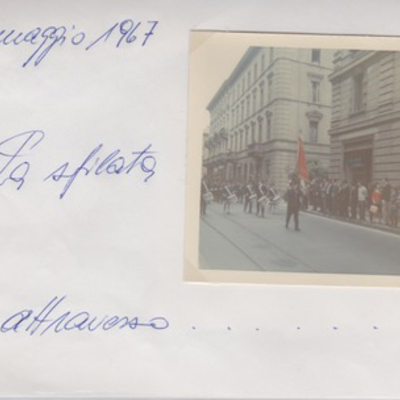 maggio 1967
La sfilata
attraverso . . . . . .